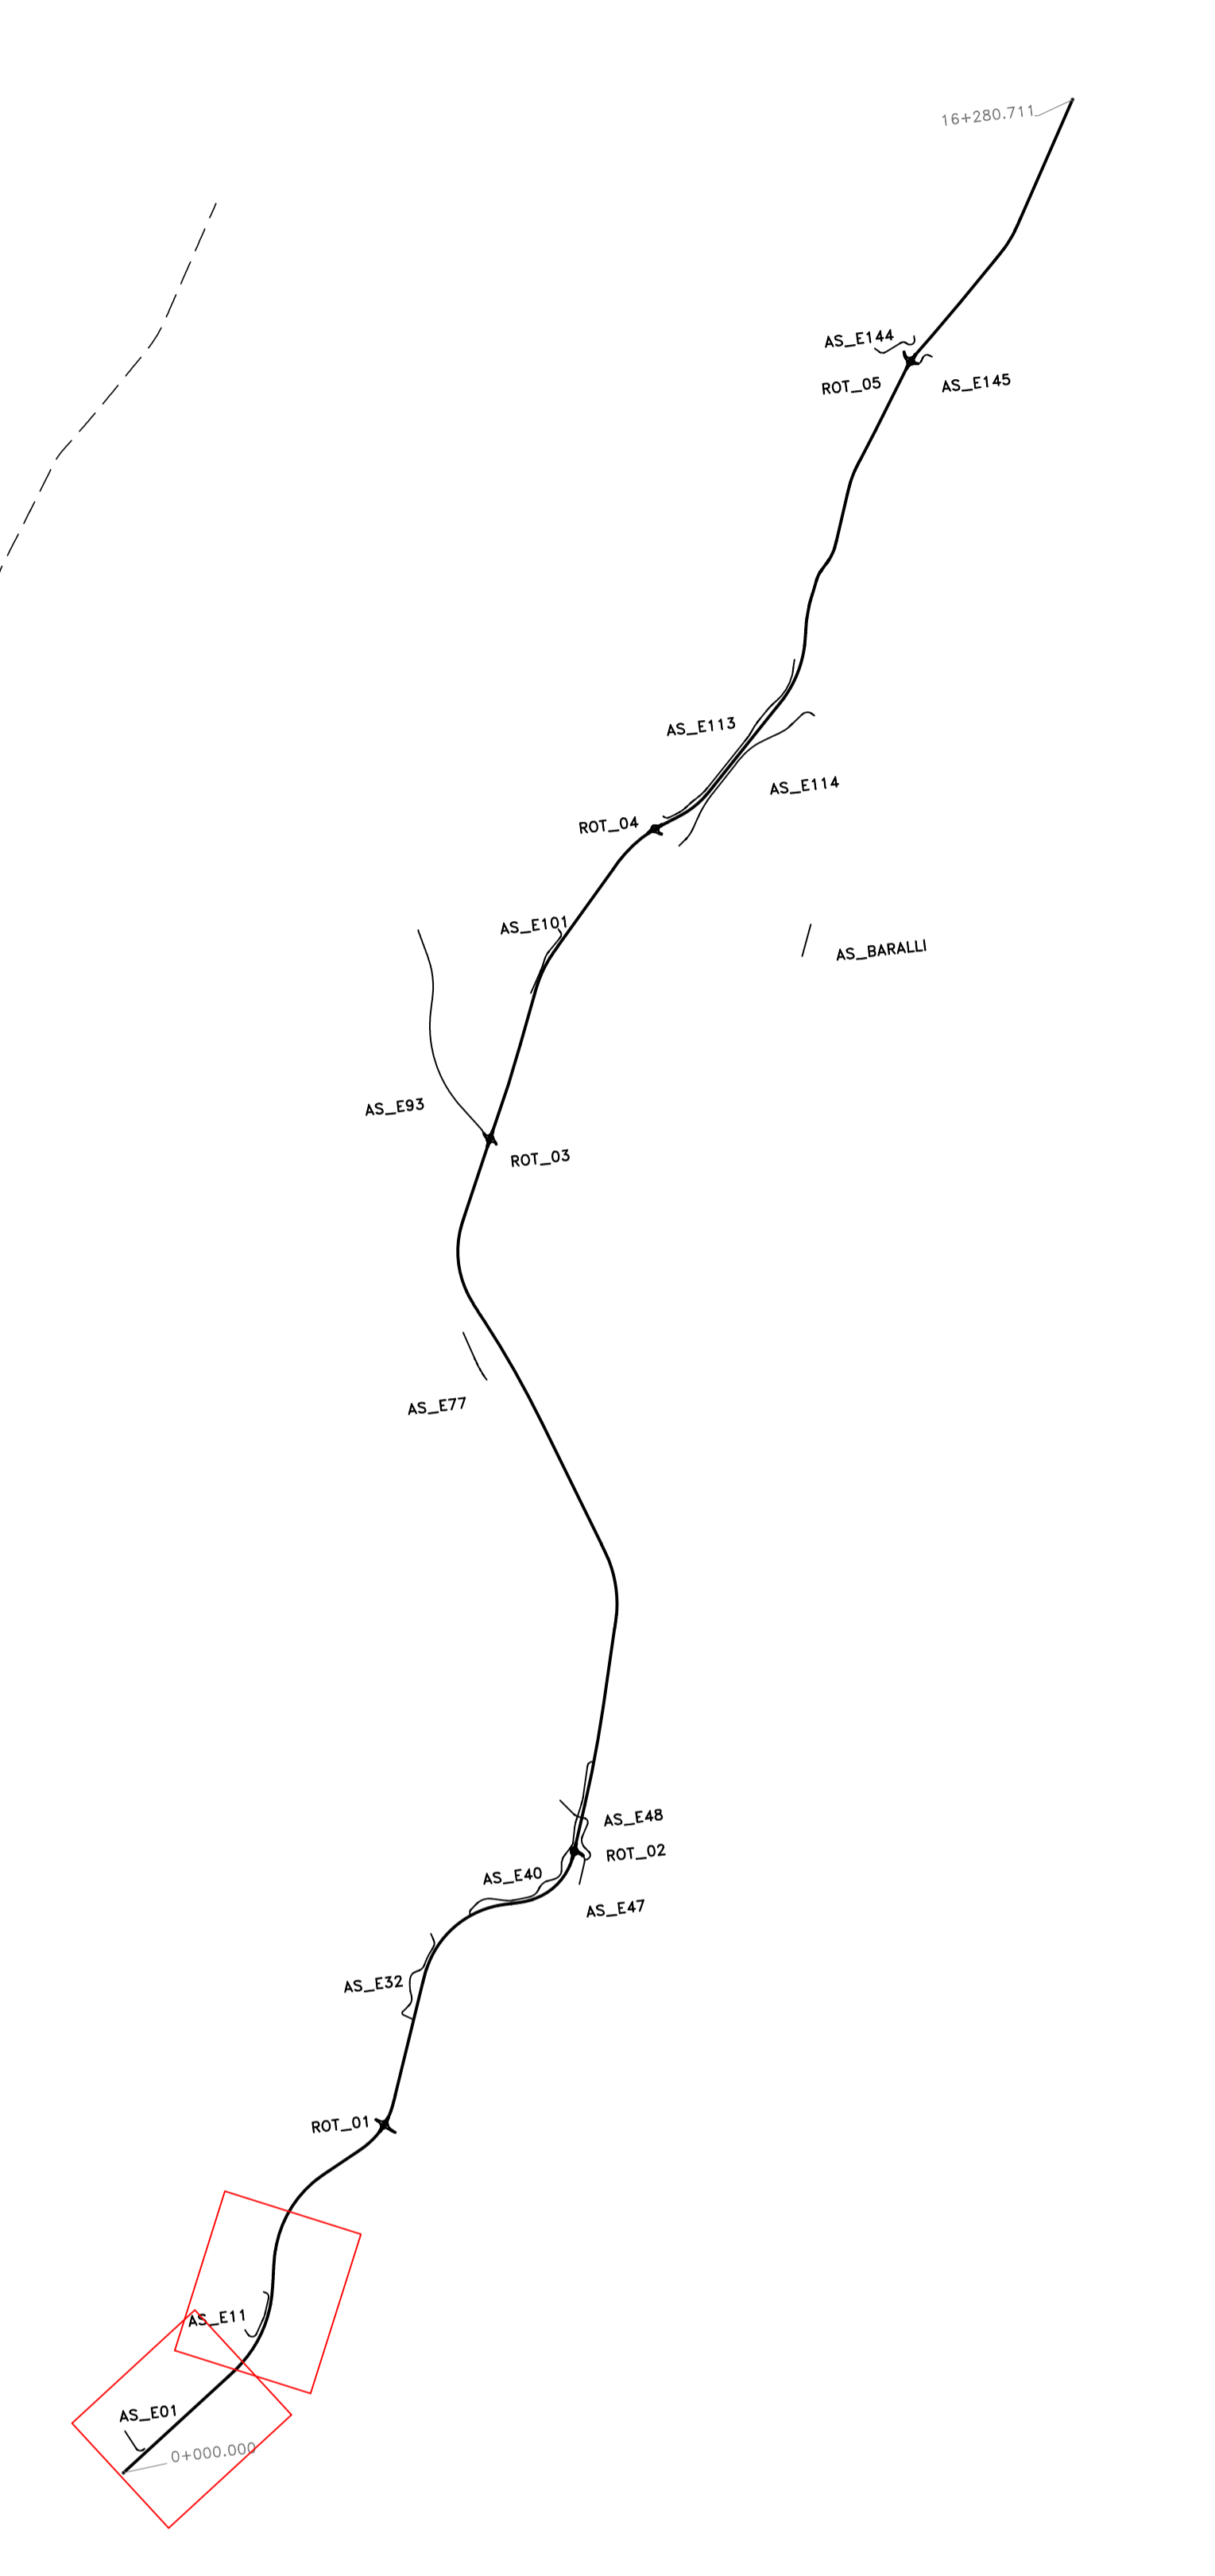 16+280.711
AS_E144
ROT_05
AS_E145
AS_E113
AS_E114
ROT_04
AS_E101
AS_BARALLI
AS_E93
ROT_03
AS_E77
AS_E48
ROT_02
AS_E40
AS_E47
AS_E32
ROT_01
AS_E11
AS_E01
0+000.000